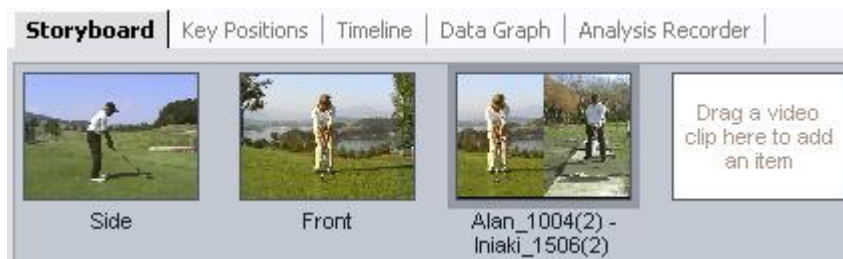 Storyboard Key Positions Timeline Data Graph Analysis Recorder
Drag a video
clip here to add
an item
Side
Front
Alan_1004(2) -
Iniaki_1506(2)